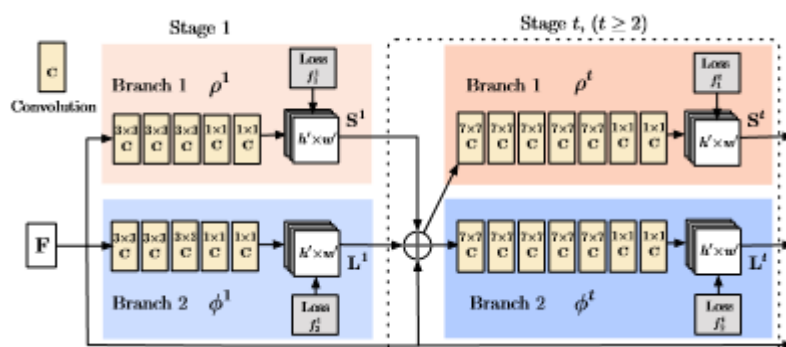 Stage 1
Stage t, (t ≥ 2)
C
Convolution
Branch 1 ρ¹
Loss
S¹
3×3 3×3 3×3 1×1 1×1
C C C C C
h'×w'
Branch 1 ρᵗ
Loss
f₁ᵗ
Sᵗ
7×7 7×7 7×7 7×7 7×7 1×1 1×1
C C C C C C C
h'×w'
F
3×3 3×3 3×3 1×1 1×1
C C C C C
h'×w'
L¹
Branch 2 ϕ¹
Loss
7×7 7×7 7×7 7×7 7×7 1×1 1×1
C C C C C C C
h'×w'
Lᵗ
Branch 2 ϕᵗ
Loss